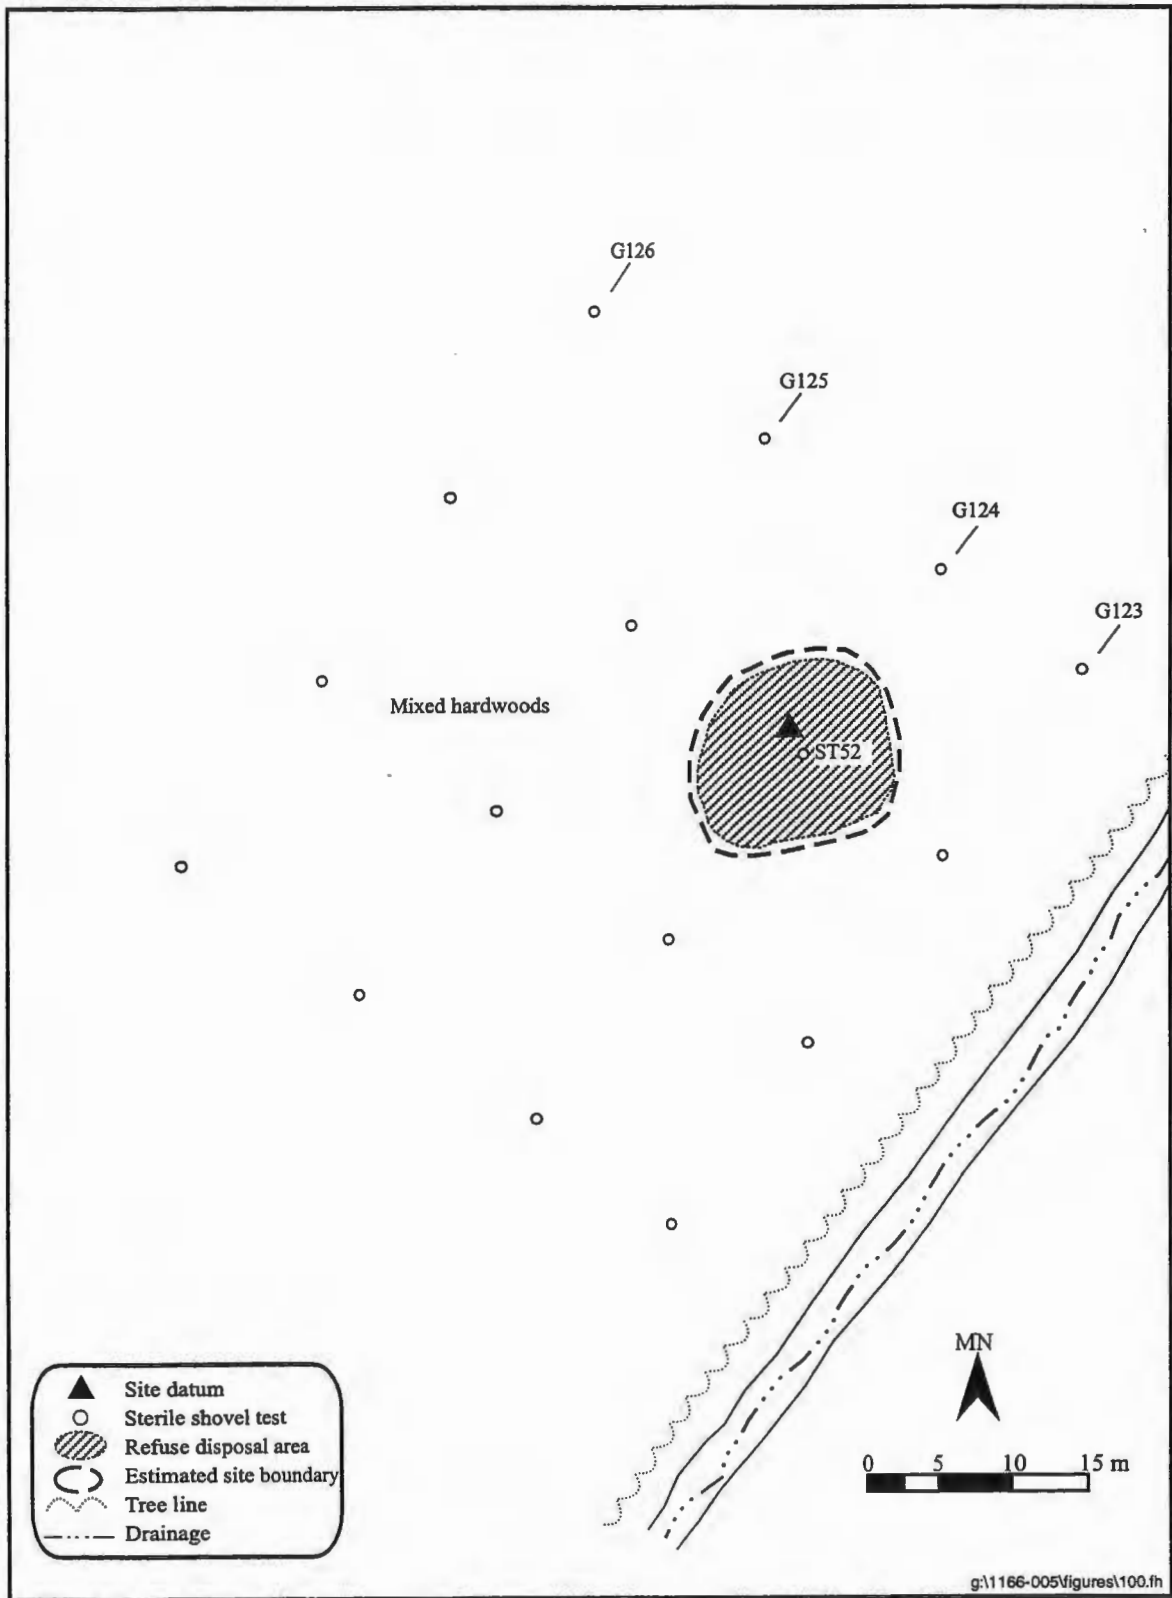 G126
G125
G124
G123
Mixed hardwoods
ST52
MN
0 5 10 15 m
Site datum
Sterile shovel test
Refuse disposal area
Estimated site boundary
Tree line
Drainage
g:\1166-005\figures\100.fh